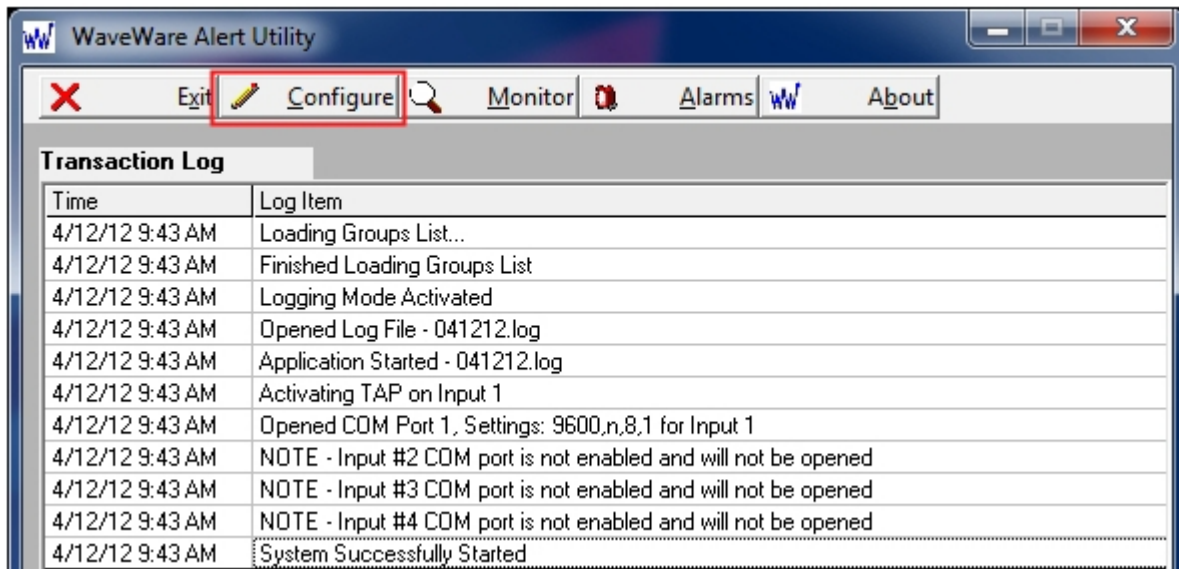 WaveWare Alert Utility
Exit Configure Monitor Alarms About
Transaction Log
Time Log Item
4/12/12 9:43 AM Loading Groups List...
4/12/12 9:43 AM Finished Loading Groups List
4/12/12 9:43 AM Logging Mode Activated
4/12/12 9:43 AM Opened Log File - 041212.log
4/12/12 9:43 AM Application Started - 041212.log
4/12/12 9:43 AM Activating TAP on Input 1
4/12/12 9:43 AM Opened COM Port 1, Settings: 9600,n,8,1 for Input 1
4/12/12 9:43 AM NOTE - Input #2 COM port is not enabled and will not be opened
4/12/12 9:43 AM NOTE - Input #3 COM port is not enabled and will not be opened
4/12/12 9:43 AM NOTE - Input #4 COM port is not enabled and will not be opened
4/12/12 9:43 AM System Successfully Started